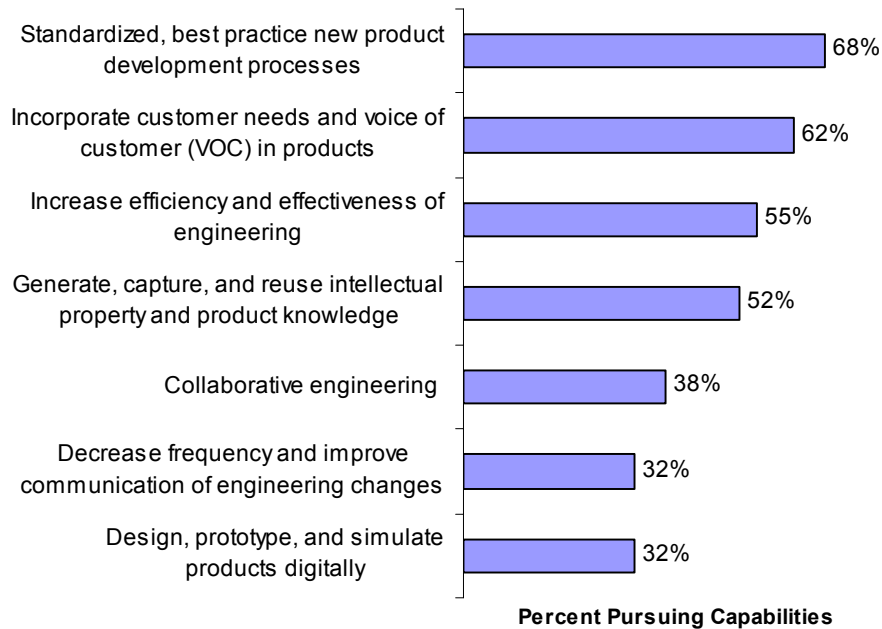 Standardized, best practice new product
development processes
68%
Incorporate customer needs and voice of
customer (VOC) in products
62%
Increase efficiency and effectiveness of
engineering
55%
Generate, capture, and reuse intellectual
property and product knowledge
52%
Collaborative engineering
38%
Decrease frequency and improve
communication of engineering changes
32%
Design, prototype, and simulate
products digitally
32%
Percent Pursuing Capabilities